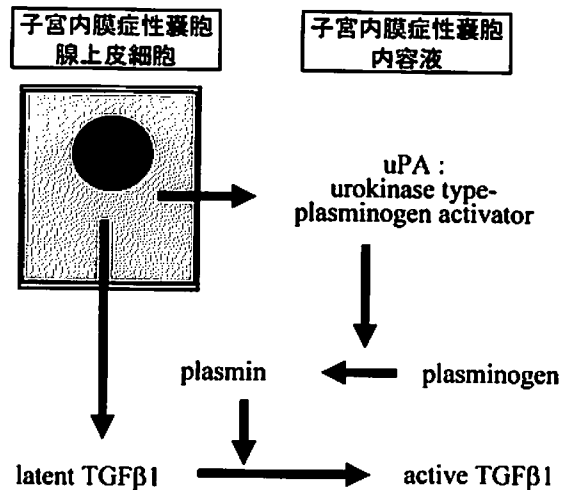 子宮内膜症性嚢胞
腺上皮細胞
子宮内膜症性嚢胞
内容液
uPA :
urokinase type-
plasminogen activator
plasmin
plasminogen
latent TGFβ1
active TGFβ1